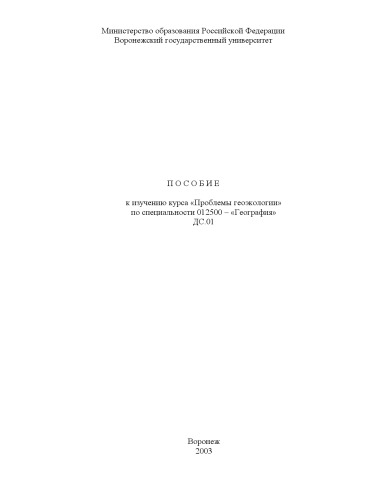 Министерство образования Российской Федерации
Воронежский государственный университет
П О С О Б И Е
к изучению курса «Проблемы геоэкологии»
по специальности 012500 – «География»
ДС.01
Воронеж
2003